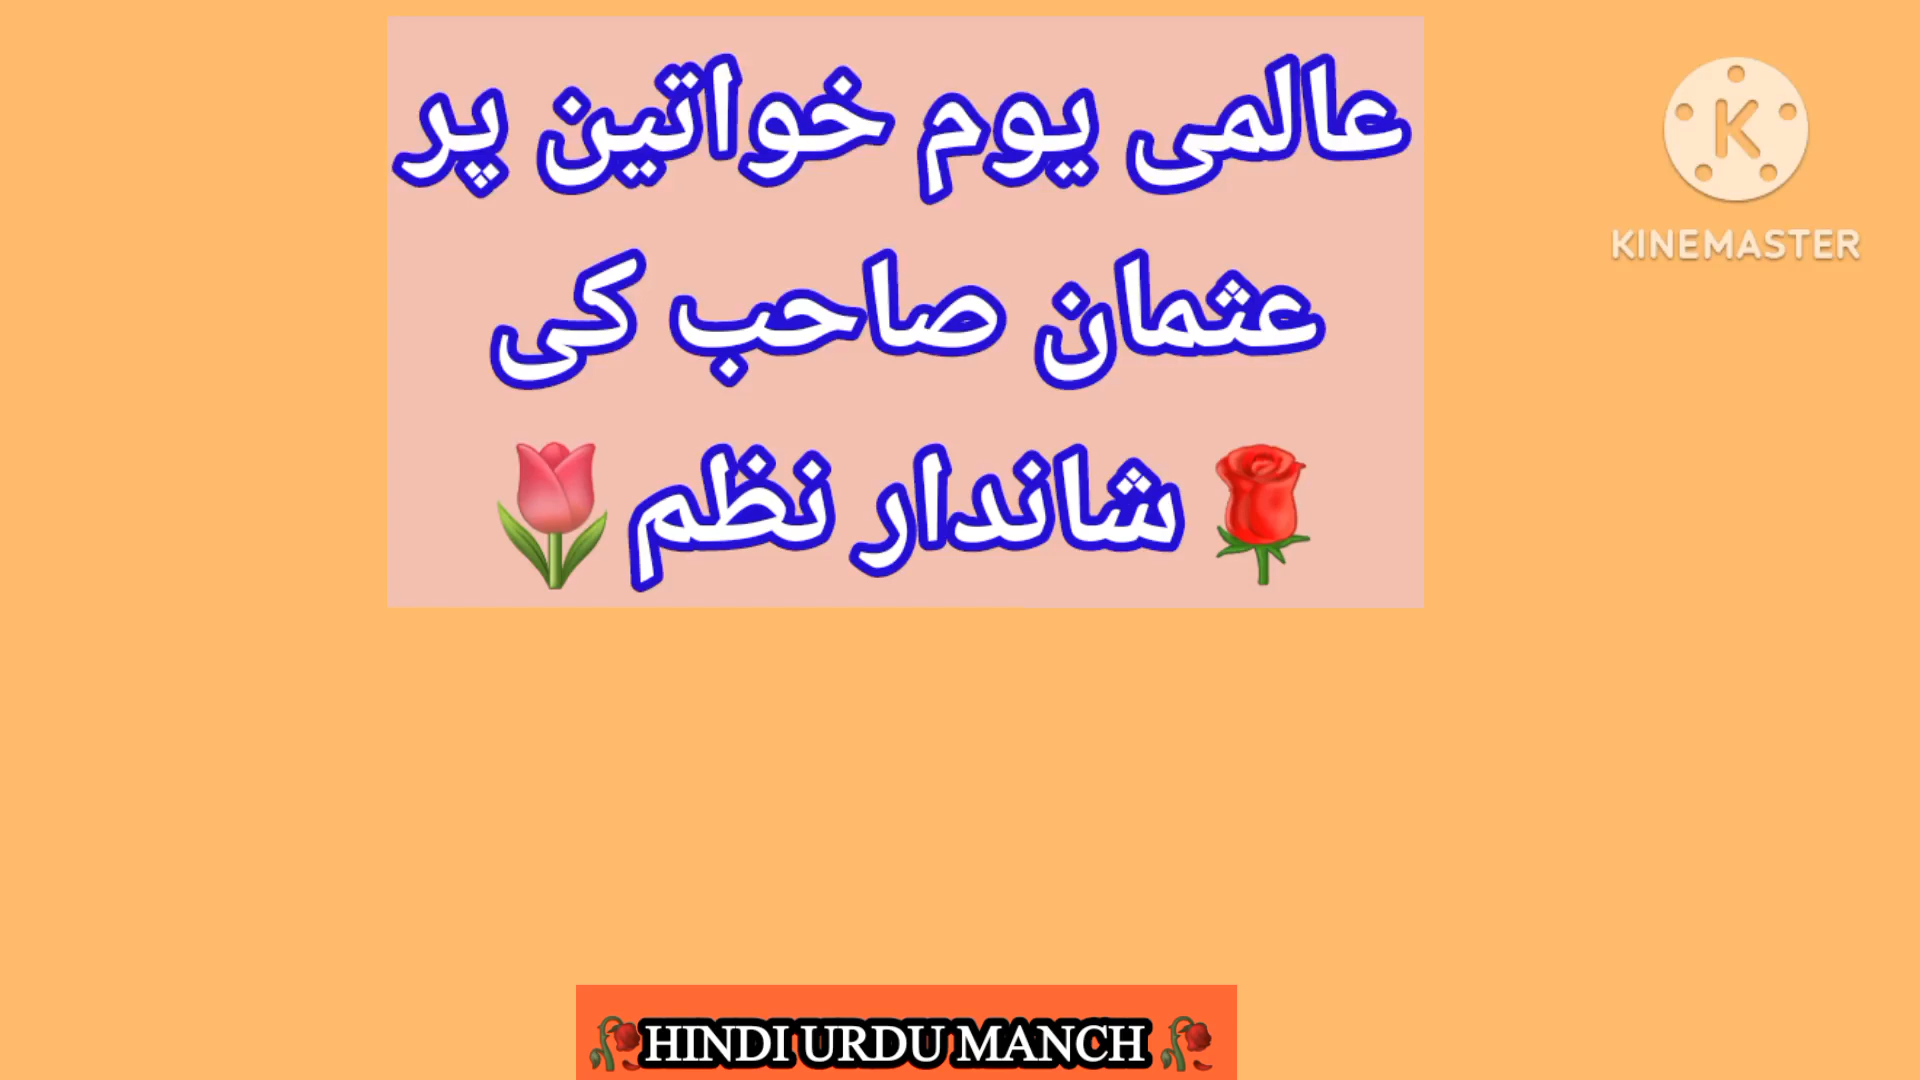 عالمی یوم خواتین پر
عثمان صاحب کی
🌹شاندار نظم🌷
KINEMASTER
🥀HINDI URDU MANCH🥀